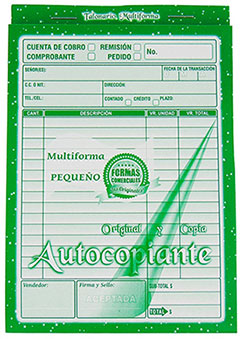 Talonario Multiforma
CUENTA DE COBRO REMISIÓN No.
COMPROBANTE PEDIDO
SEÑORES: FECHA DE LA TRANSACCIÓN
C.C. O NIT: DIRECCIÓN:
TEL./CEL. CONTADO CRÉDITO PLAZO
CANT. DESCRIPCIÓN VR. UNIDAD VR. TOTAL
Multiforma
PEQUEÑO
FORMAS
COMERCIALES
Original y Copia
Autocopiante
Vendedor: Firma y Sello: SUB-TOTAL $
ACEPTADA
TOTAL $